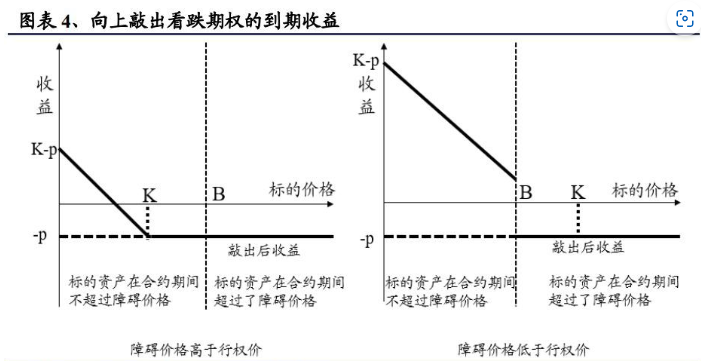 图表 4、向上敲出看跌期权的到期收益
收
益
K-p
K
B
标的价格
-p
敲出后收益
标的资产在合约期间
不超过障碍价格
标的资产在合约期间
超过了障碍价格
障碍价格高于行权价
K-p
收
益
B
K
标的价格
-p
敲出后收益
标的资产在合约期间
不超过障碍价格
标的资产在合约期间
超过了障碍价格
障碍价格低于行权价